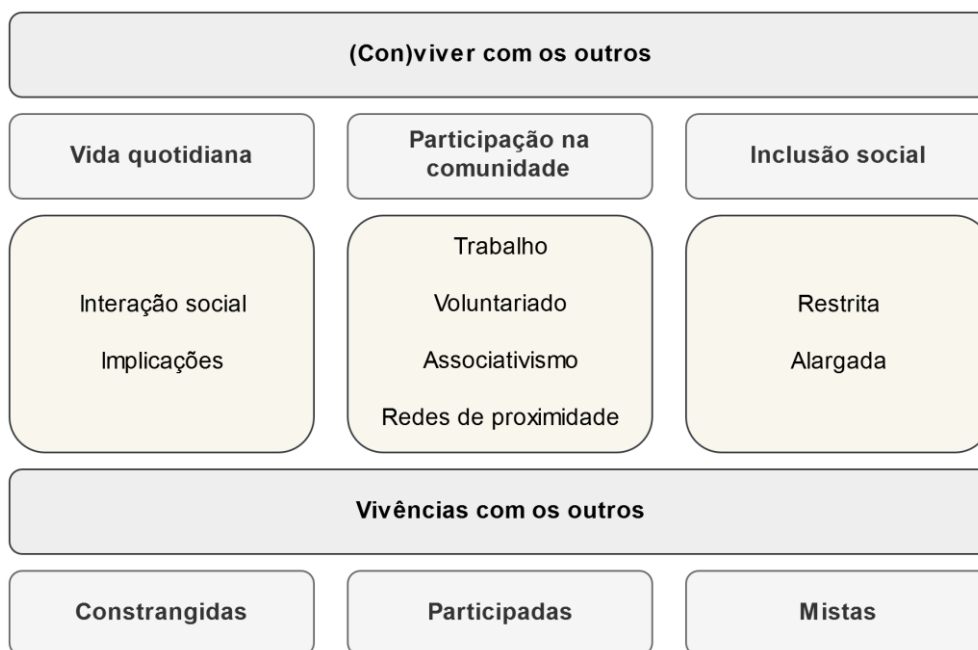 (Con)viver com os outros
Vida quotidiana
Participação na
comunidade
Inclusão social
Interação social
Implicações
Trabalho
Voluntariado
Associativismo
Redes de proximidade
Restrita
Alargada
Vivências com os outros
Constrangidas
Participadas
Mistas